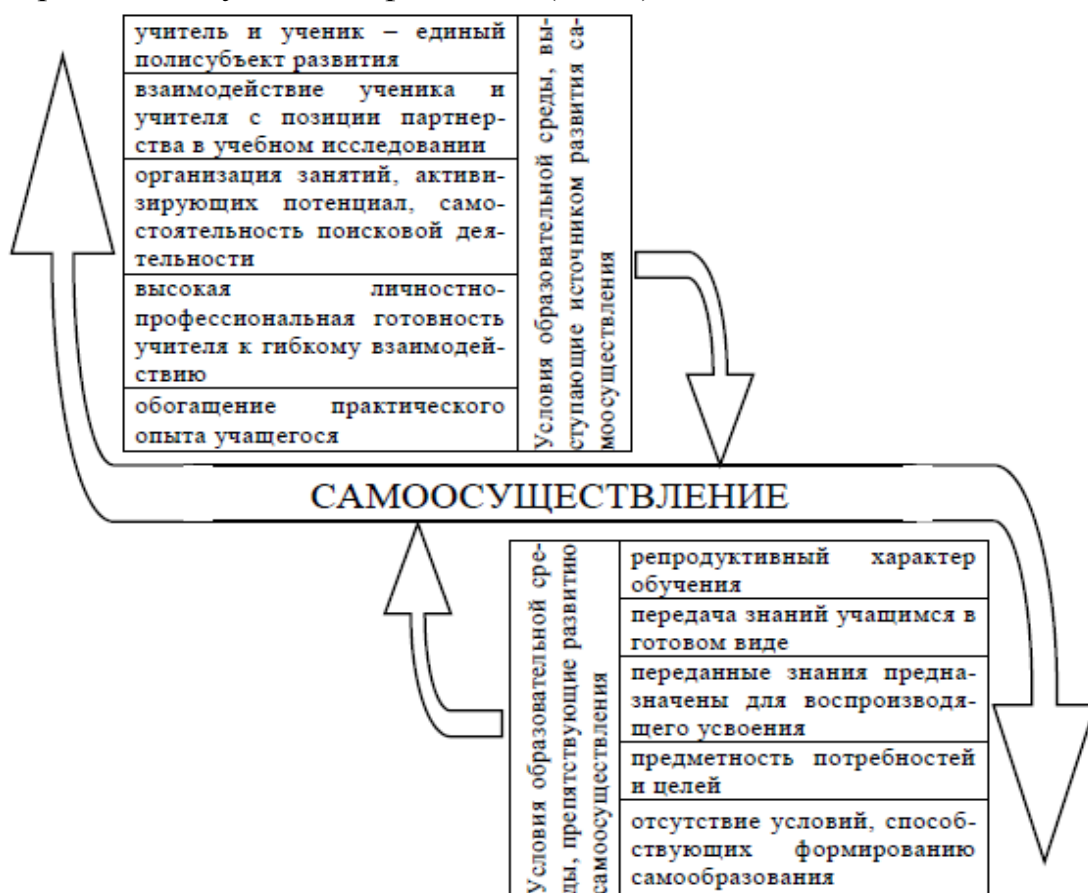 учитель и ученик – единый
полисубъект развития
взаимодействие ученика и
учителя с позиции партнер-
ства в учебном исследовании
организация занятий, активи-
зирующих потенциал, само-
стоятельность поисковой дея-
тельности
высокая личностно-
профессиональная готовность
учителя к гибкому взаимодей-
ствию
обогащение практического
опыта учащегося
Условия образовательной среды, вы-
ступающие источником развития са-
моосуществления
САМООСУЩЕСТВЛЕНИЕ
Условия образовательной сре-
ды, препятствующие развитию
самоосуществления
репродуктивный характер
обучения
передача знаний учащимся в
готовом виде
переданные знания предна-
значены для воспроизводя-
щего усвоения
предметность потребностей
и целей
отсутствие условий, способ-
ствующих формированию
самообразования